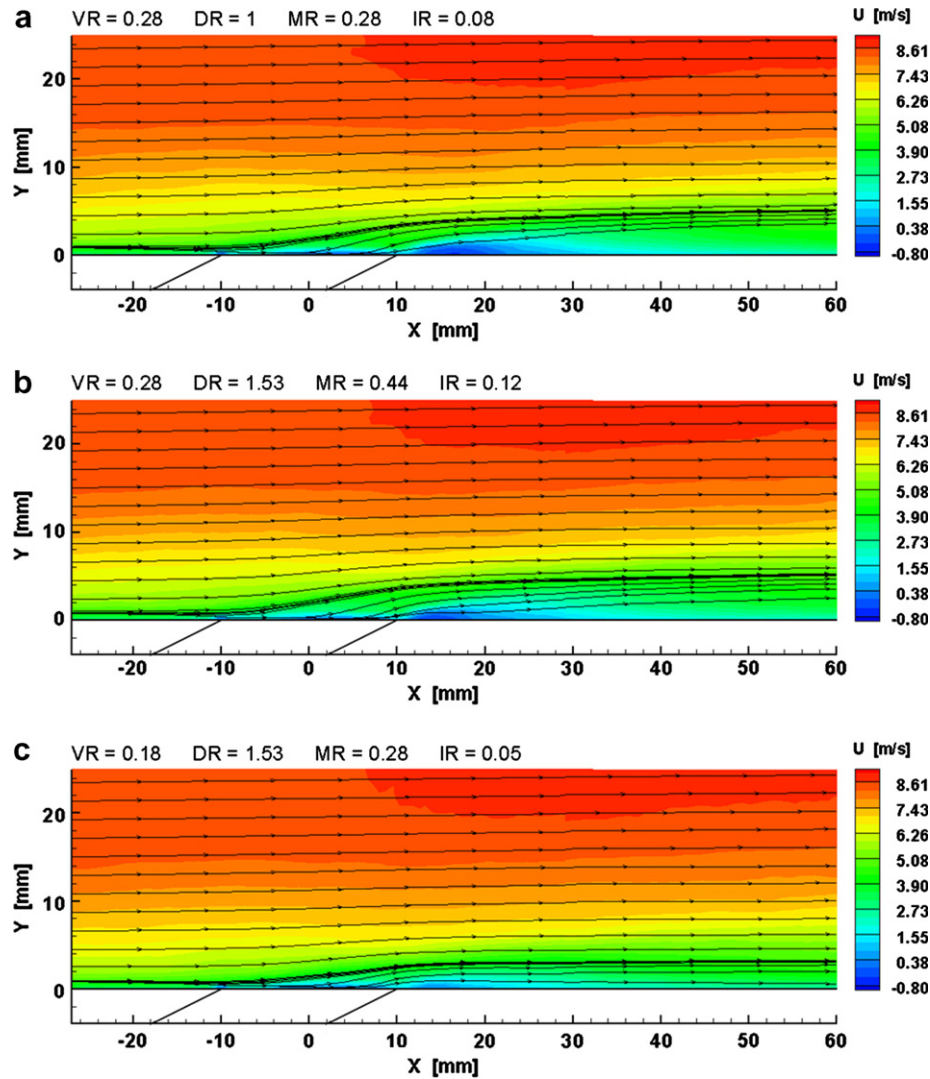 a
VR = 0.28 DR = 1 MR = 0.28 IR = 0.08
U [m/s]
8.61
7.43
6.26
5.08
3.90
2.73
1.55
0.38
-0.80
Y [mm]
20
10
0
-20 -10 0 10 20 30 40 50 60
X [mm]
b
VR = 0.28 DR = 1.53 MR = 0.44 IR = 0.12
U [m/s]
8.61
7.43
6.26
5.08
3.90
2.73
1.55
0.38
-0.80
Y [mm]
20
10
0
-20 -10 0 10 20 30 40 50 60
X [mm]
c
VR = 0.18 DR = 1.53 MR = 0.28 IR = 0.05
U [m/s]
8.61
7.43
6.26
5.08
3.90
2.73
1.55
0.38
-0.80
Y [mm]
20
10
0
-20 -10 0 10 20 30 40 50 60
X [mm]